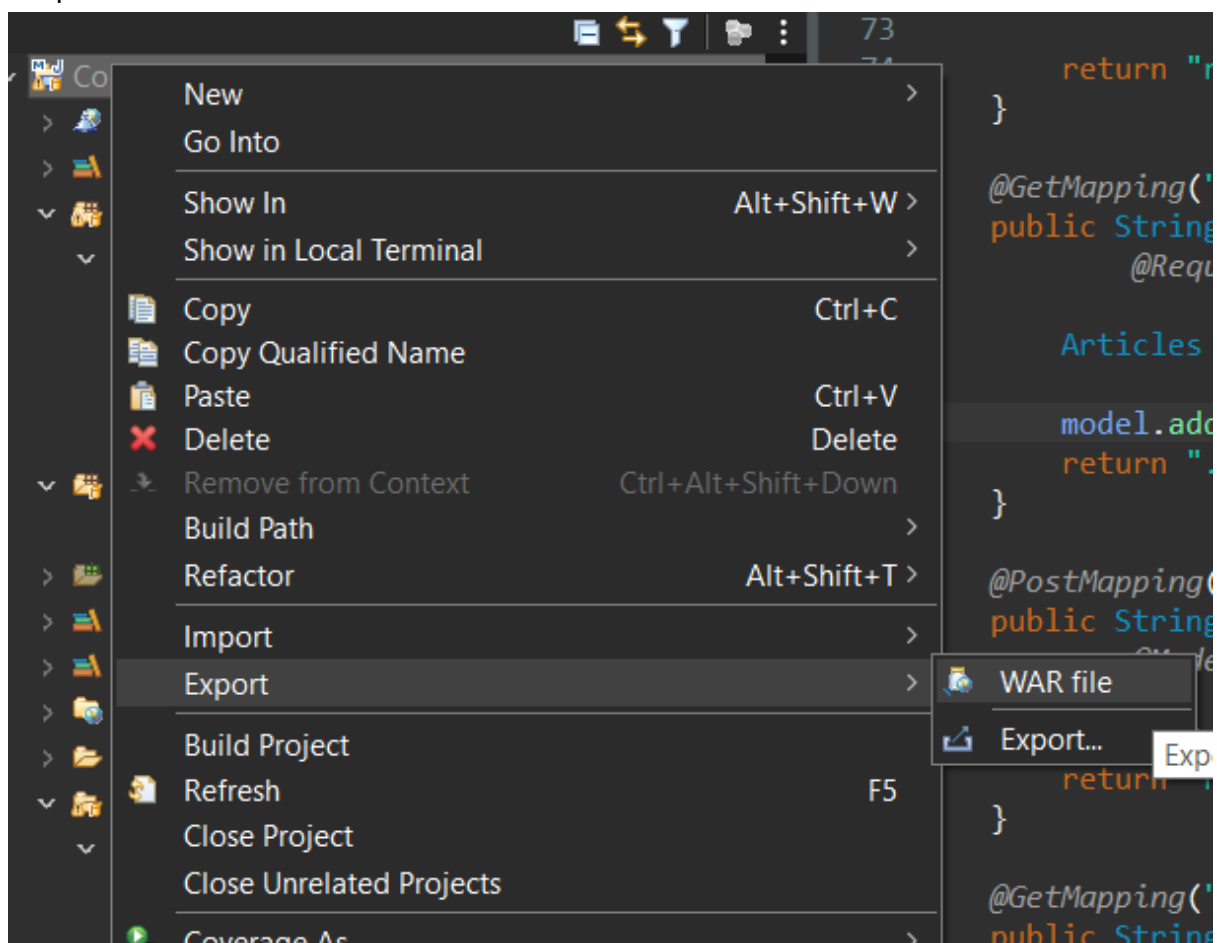 73
Co
New
Go Into
Show In Alt+Shift+W >
Show in Local Terminal
Copy Ctrl+C
Copy Qualified Name
Paste Ctrl+V
Delete Delete
Remove from Context Ctrl+Alt+Shift+Down
Build Path
Refactor Alt+Shift+T >
Import
Export
Build Project
Refresh F5
Close Project
Close Unrelated Projects
Coverage As
WAR file
Export...
Exp
return "
}
@GetMapping("
public String
@Requ
Articles
model.add
return ".
}
@PostMapping(
public String
return
}
@GetMapping("
public String